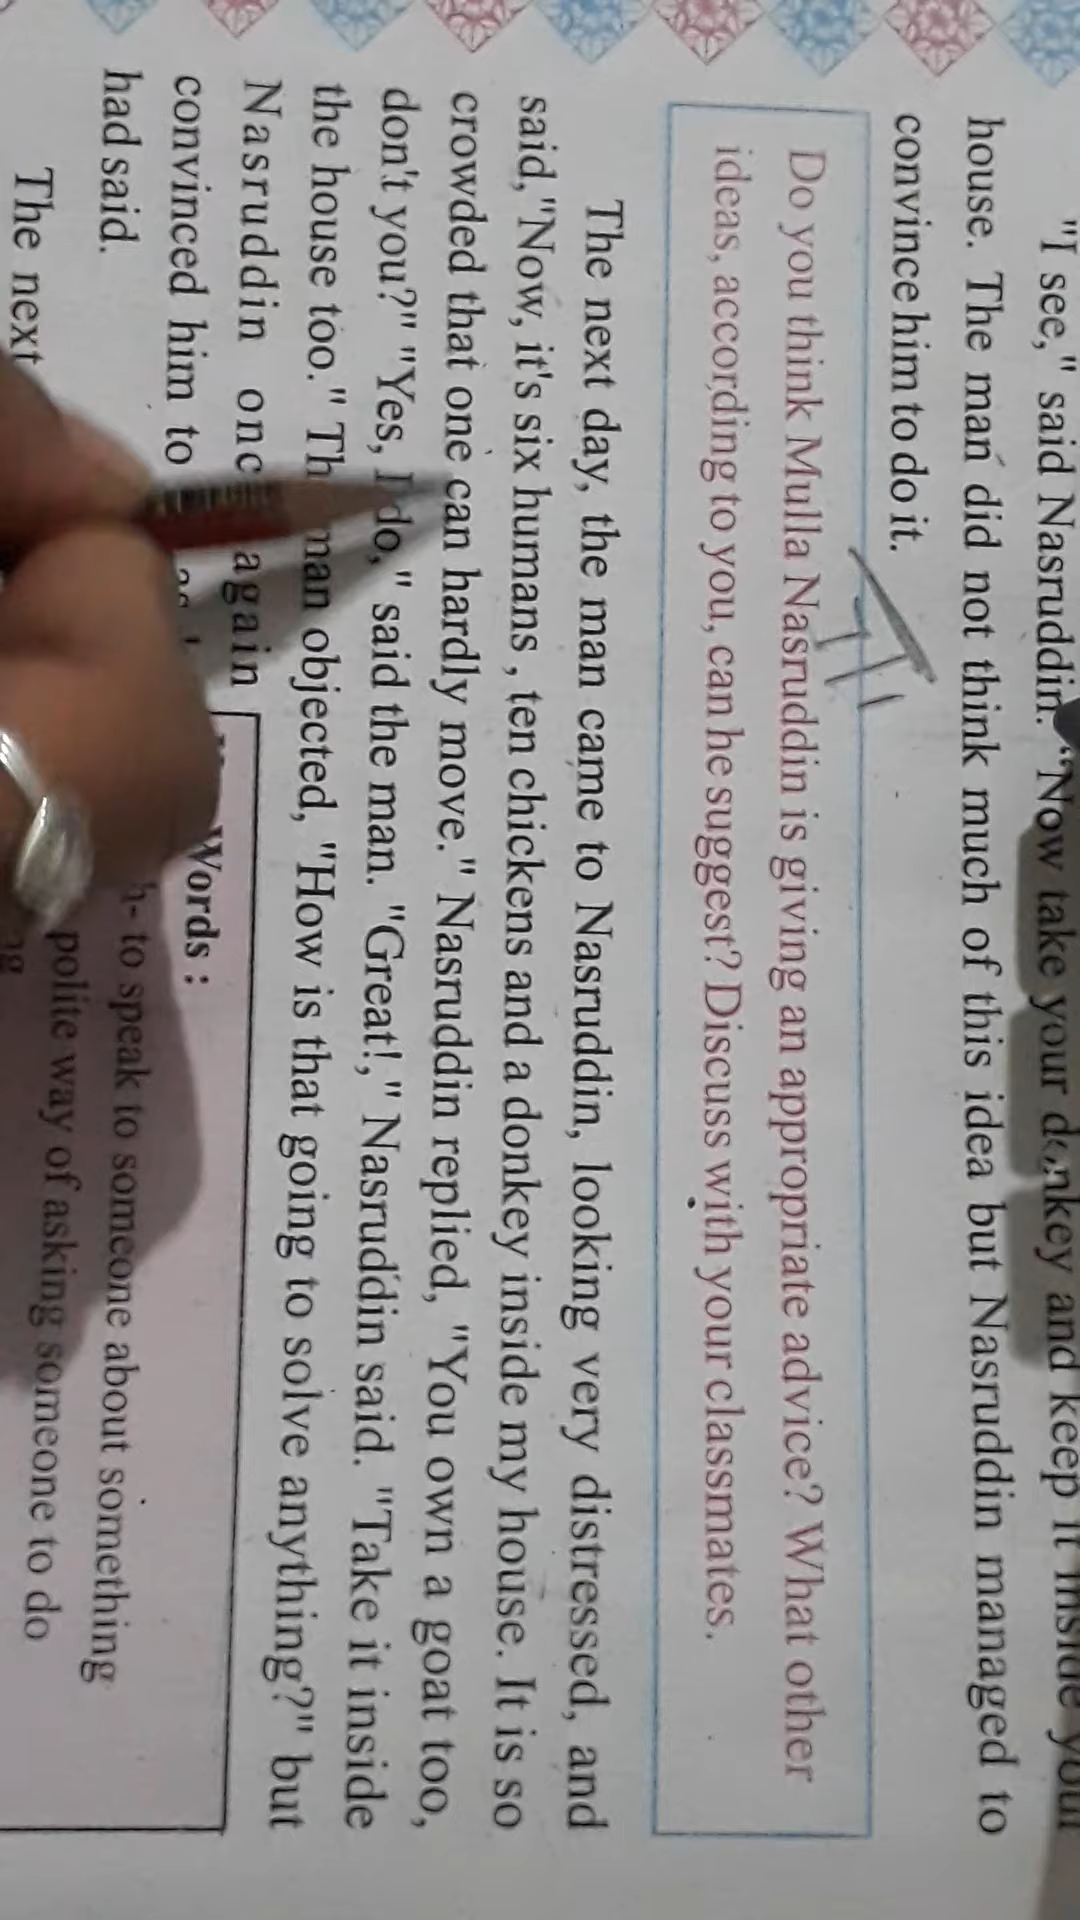 "I see," said Nasruddin. "Now take your donkey and keep it inside your
house. The man did not think much of this idea but Nasruddin managed to
convince him to do it.
Do you think Mulla Nasruddin is giving an appropriate advice? What other
ideas, according to you, can he suggest? Discuss with your classmates.
The next day, the man came to Nasruddin, looking very distressed, and
said, "Now, it's six humans , ten chickens and a donkey inside my house. It is so
crowded that one can hardly move." Nasruddin replied, "You own a goat too,
don't you?" "Yes, I do," said the man. "Great!," Nasruddin said. "Take it inside
the house too." man objected, "How is that going to solve anything?" but
Nasruddin again
convinced him to
had said.
Words :
to speak to someone about something
polite way of asking someone to do
The next